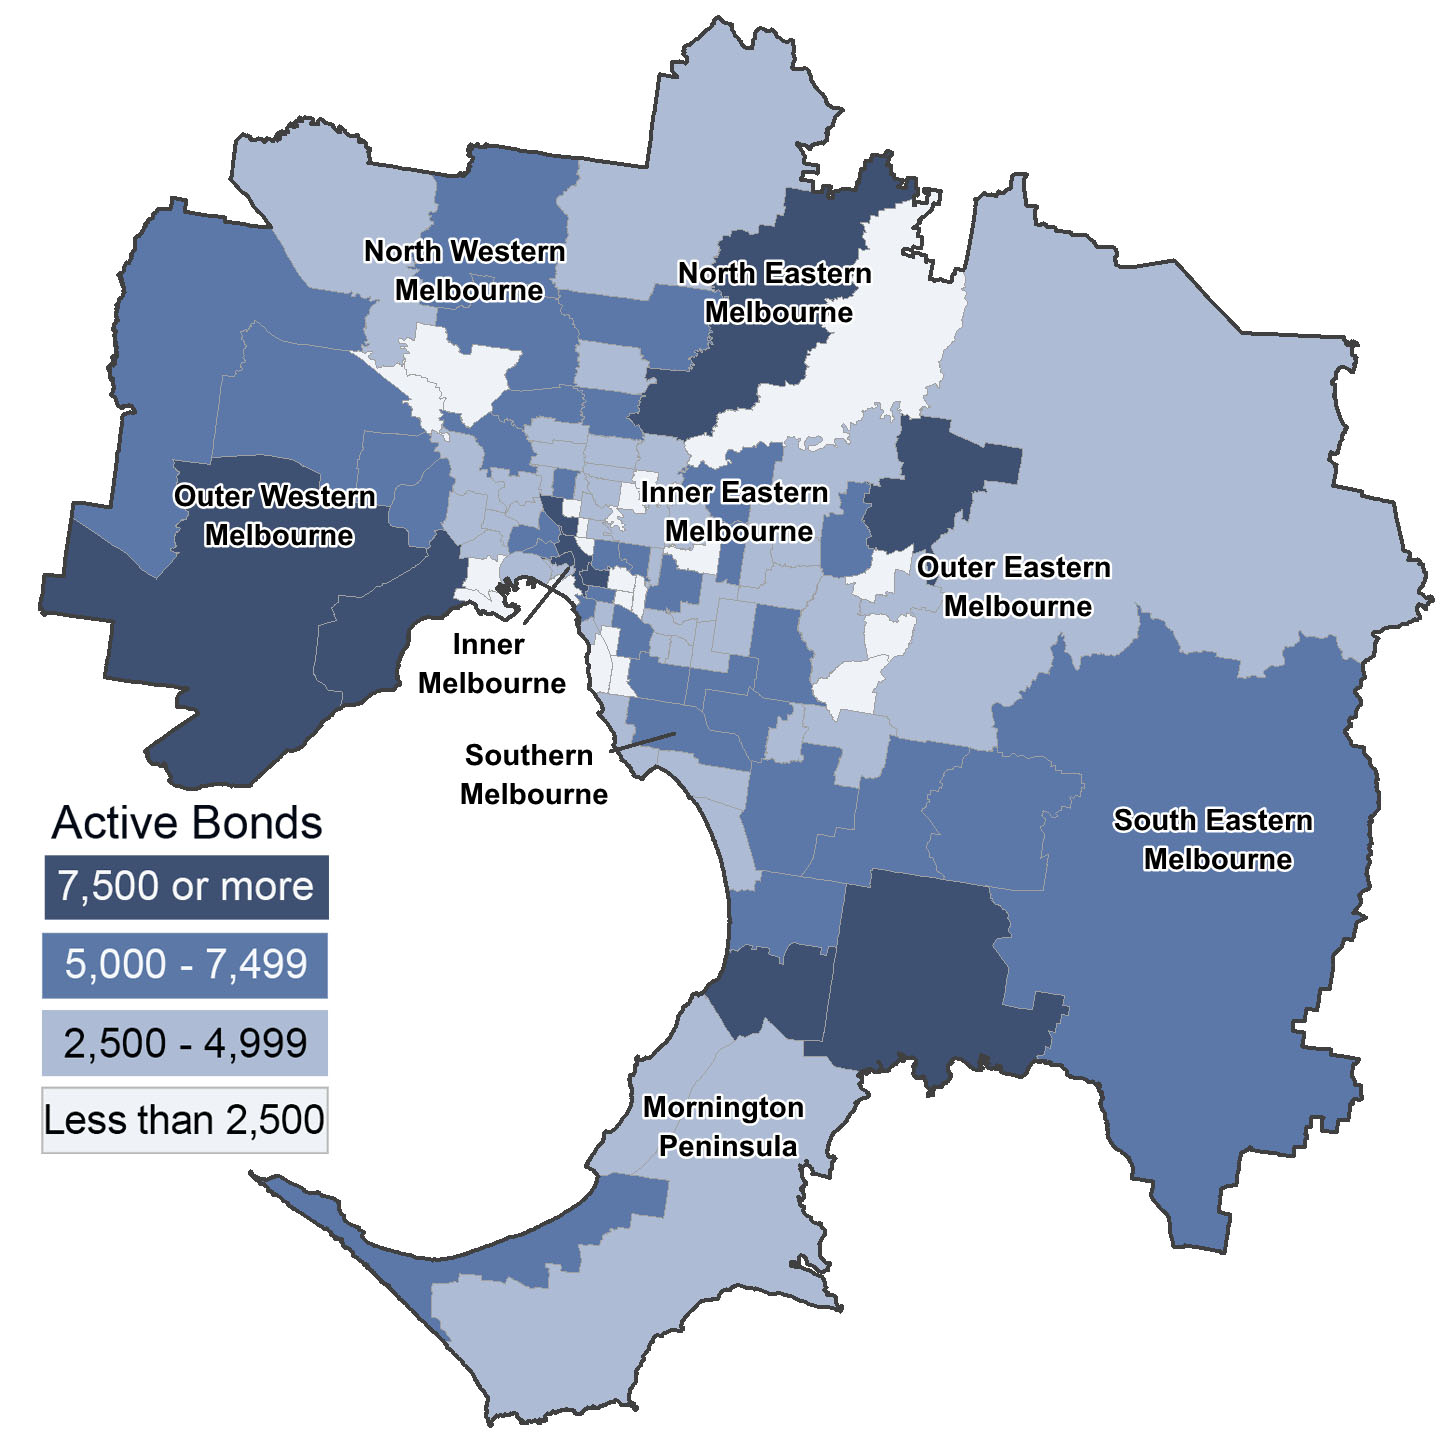 North Western
Melbourne
North Eastern
Melbourne
Outer Western
Melbourne
Inner Eastern
Melbourne
Outer Eastern
Melbourne
Inner
Melbourne
Southern
Melbourne
South Eastern
Melbourne
Mornington
Peninsula
Active Bonds
7,500 or more
5,000 - 7,499
2,500 - 4,999
Less than 2,500